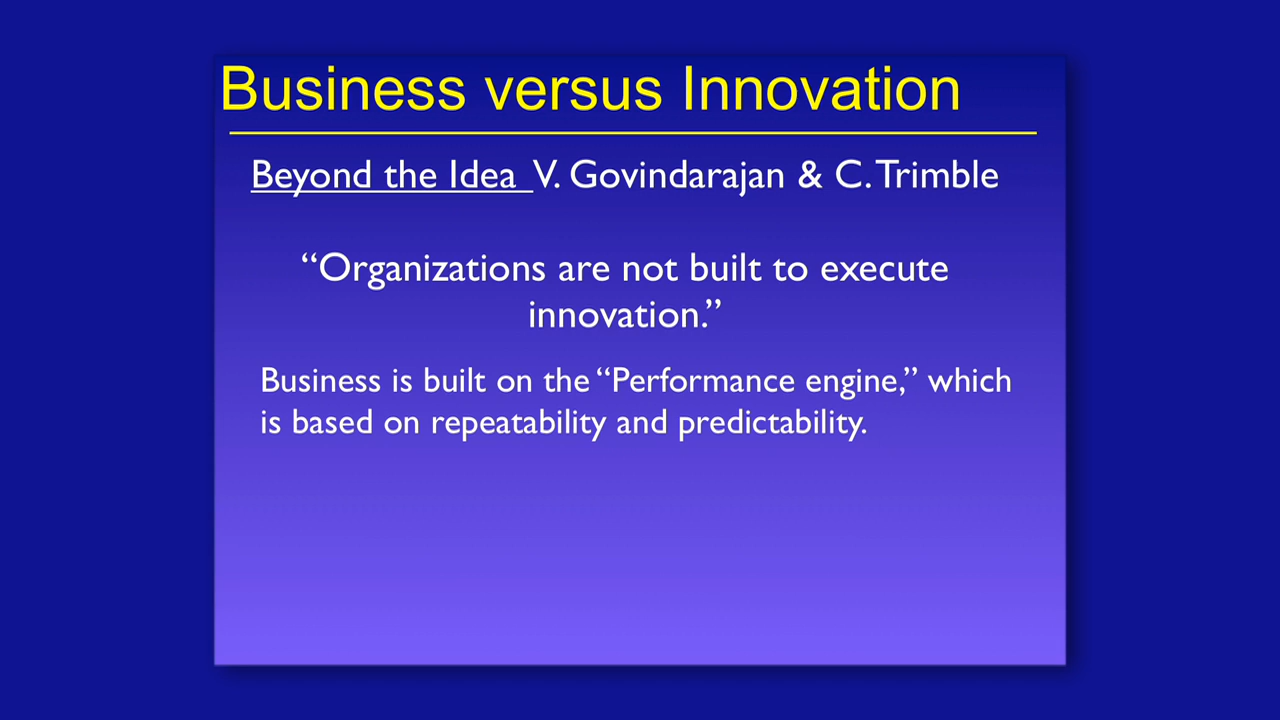 Business versus Innovation
Beyond the Idea V. Govindarajan & C. Trimble
“Organizations are not built to execute
innovation.”
Business is built on the “Performance engine,” which
is based on repeatability and predictability.